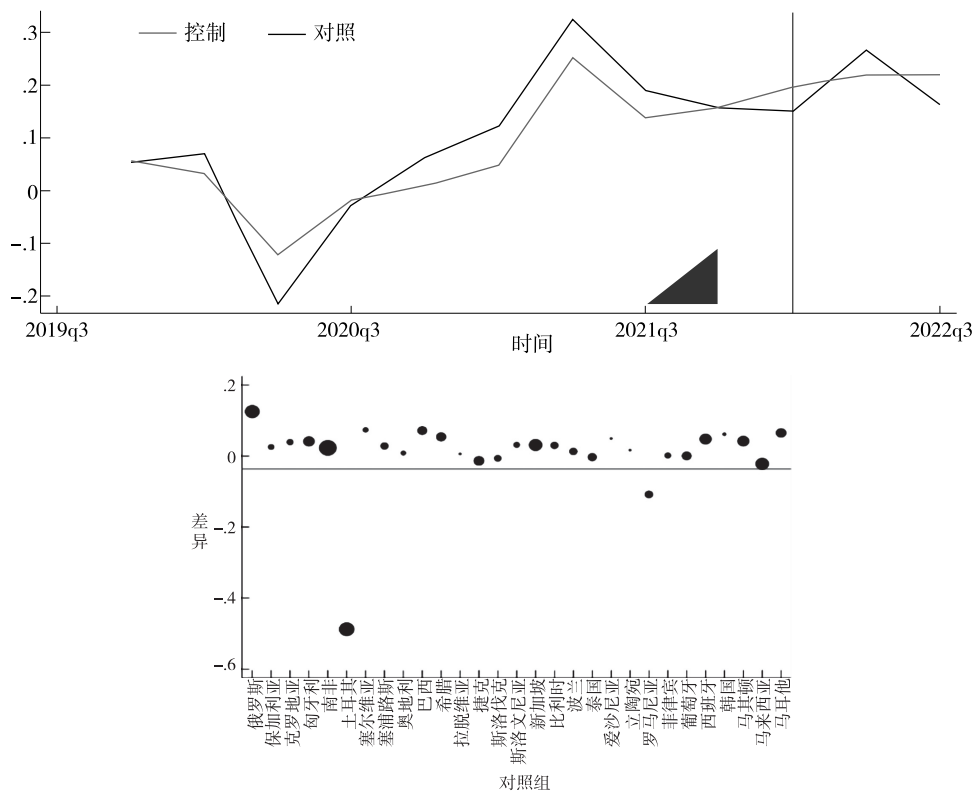 控制 对照
.3
.2
.1
0
–.1
–.2
2019q3 2020q3 2021q3 2022q3
时间
.2
0
–.2
–.4
–.6
差异
俄罗斯
保加利亚
克罗地亚
匈牙利
南非
土耳其
塞尔维亚
塞浦路斯
奥地利
巴西
希腊
拉脱维亚
捷克
斯洛伐克
斯洛文尼亚
新加坡
比利时
波兰
泰国
爱沙尼亚
立陶宛
罗马尼亚
菲律宾
葡萄牙
西班牙
韩国
马其顿
马来西亚
马耳他
对照组